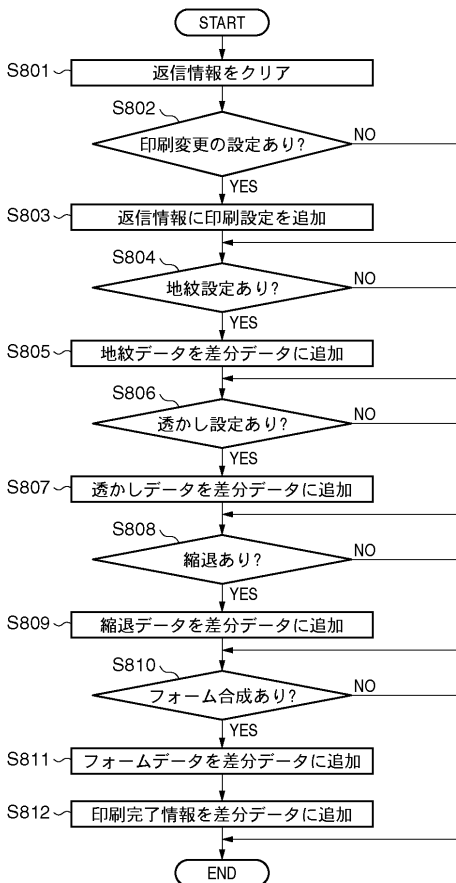 START
S801
返信情報をクリア
S802
印刷変更の設定あり?
NO
YES
S803
返信情報に印刷設定を追加
S804
地紋設定あり?
NO
YES
S805
地紋データを差分データに追加
S806
透かし設定あり?
NO
YES
S807
透かしデータを差分データに追加
S808
縮退あり?
NO
YES
S809
縮退データを差分データに追加
S810
フォーム合成あり?
NO
YES
S811
フォームデータを差分データに追加
S812
印刷完了情報を差分データに追加
END